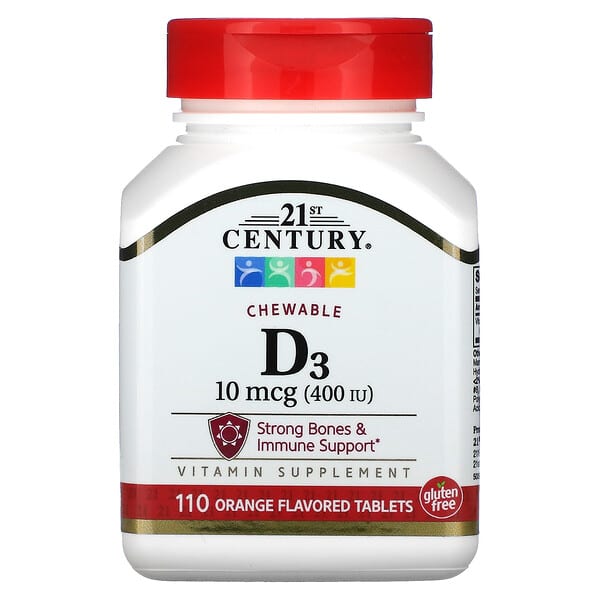 21ST
CENTURY®
CHEWABLE
D3
10 mcg (400 IU)
Strong Bones &
Immune Support*
VITAMIN SUPPLEMENT
110 ORANGE FLAVORED TABLETS
gluten
free